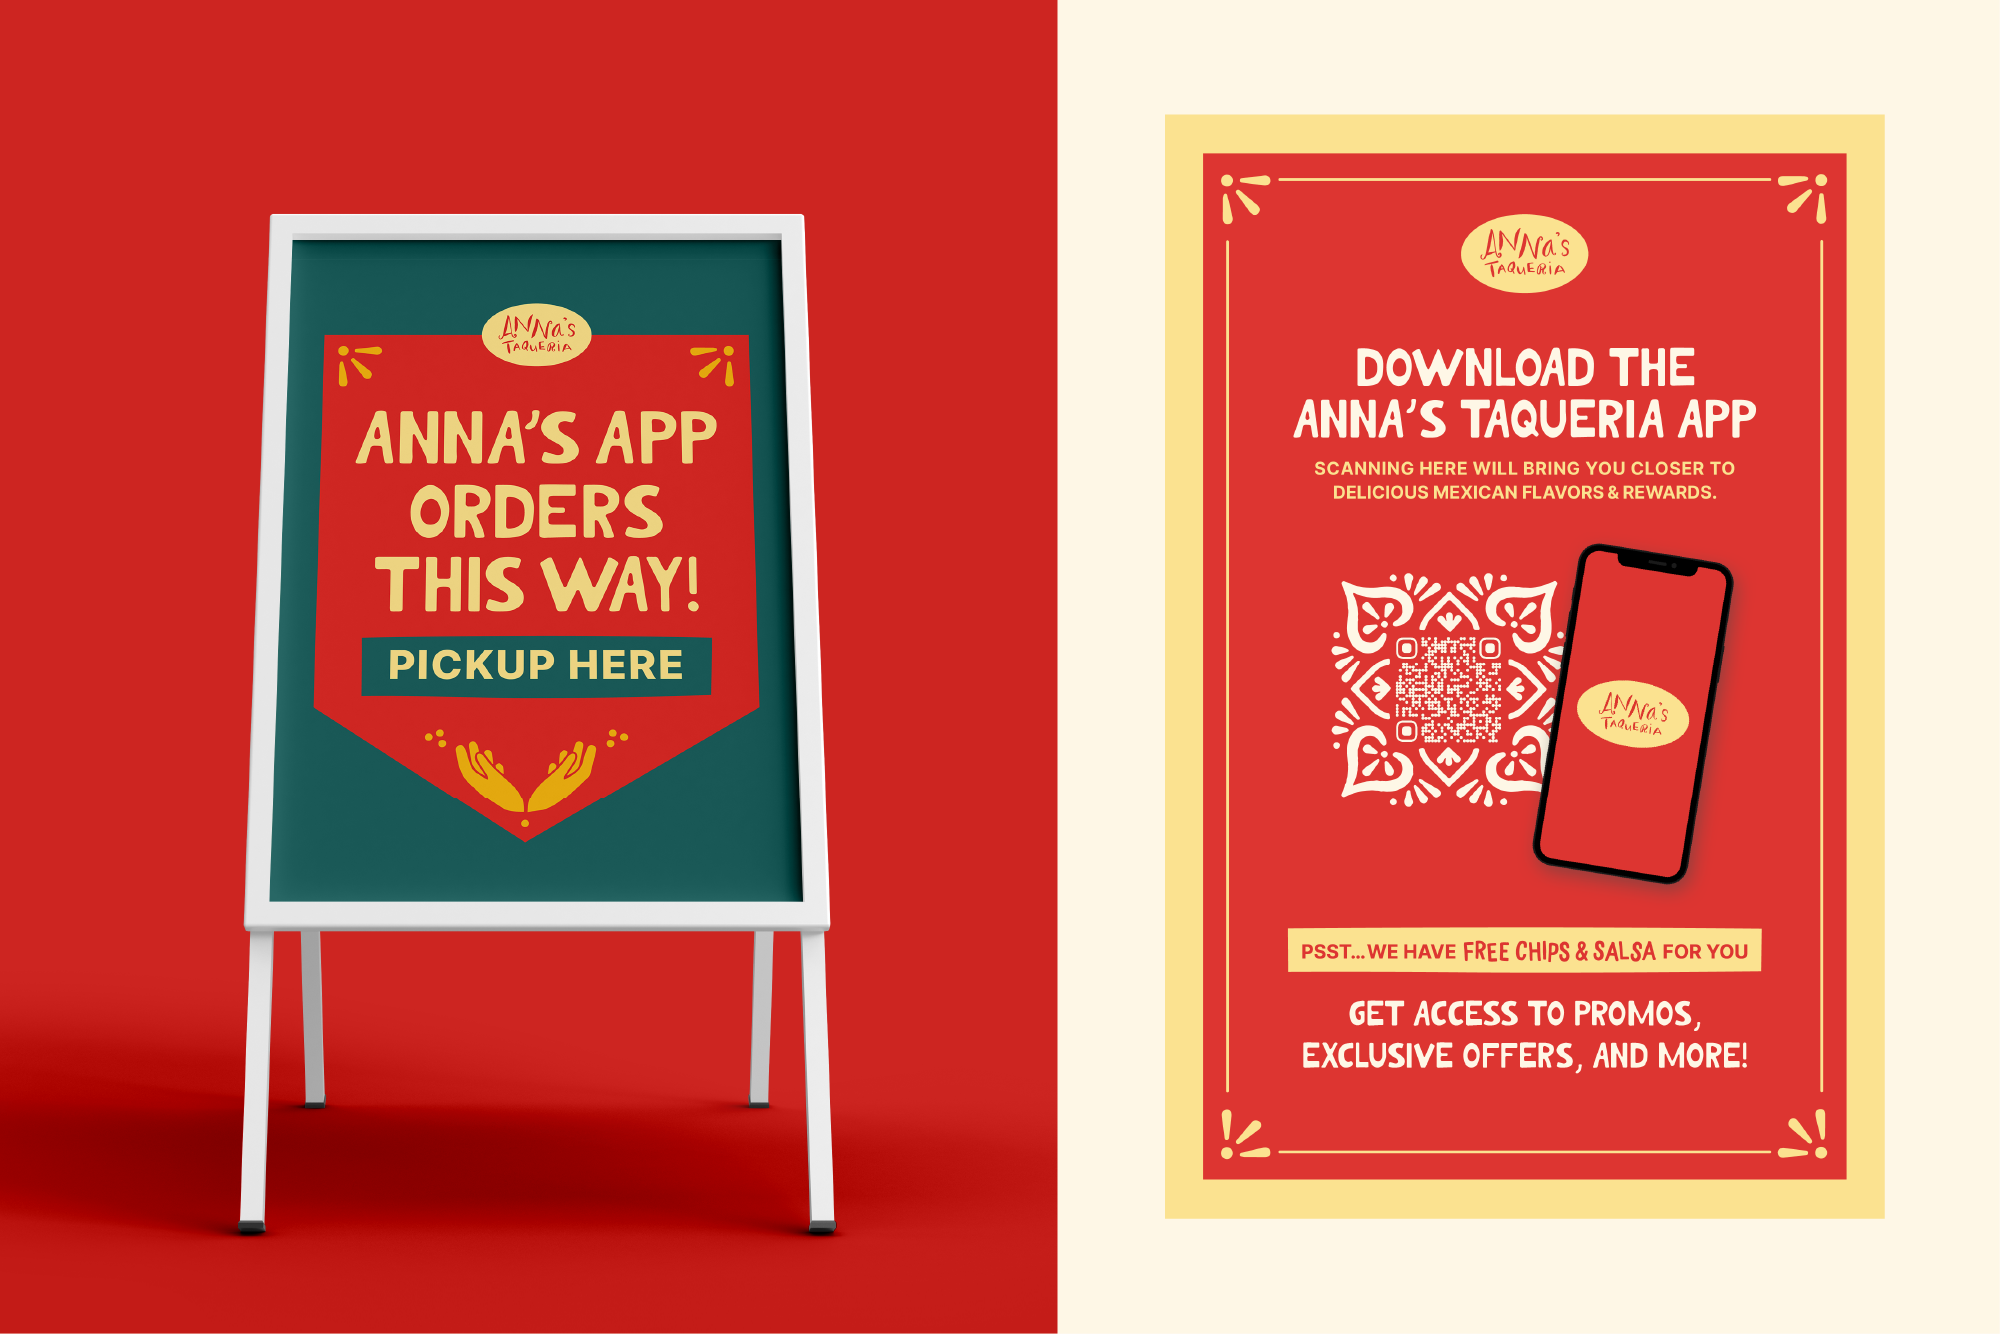 ANNA's
TAQUERIA
ANNA'S APP
ORDERS
THIS WAY!
PICKUP HERE
ANNA's
TAQUERIA
DOWNLOAD THE
ANNA'S TAQUERIA APP
SCANNING HERE WILL BRING YOU CLOSER TO
DELICIOUS MEXICAN FLAVORS & REWARDS.
ANNA's
TAQUERIA
PSST...WE HAVE FREE CHIPS & SALSA FOR YOU
GET ACCESS TO PROMOS,
EXCLUSIVE OFFERS, AND MORE!